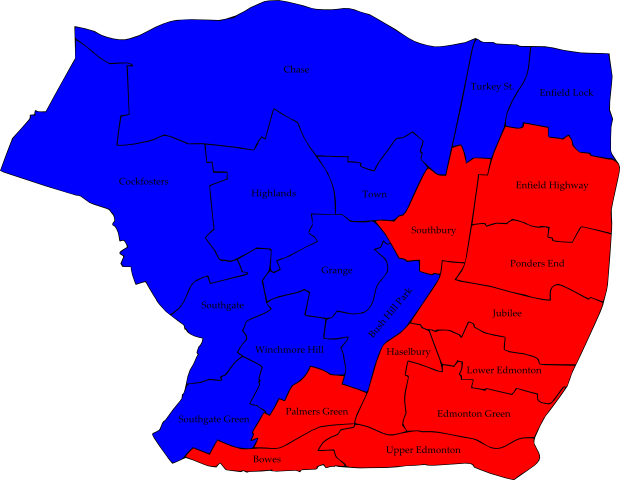 Chase
Turkey St
Enfield Lock
Cockfosters
Highlands
Town
Enfield Highway
Southbury
Ponders End
Grange
Southgate
Bush Hill Park
Jubilee
Winchmore Hill
Haselbury
Lower Edmonton
Southgate Green
Palmers Green
Edmonton Green
Upper Edmonton
Bowes